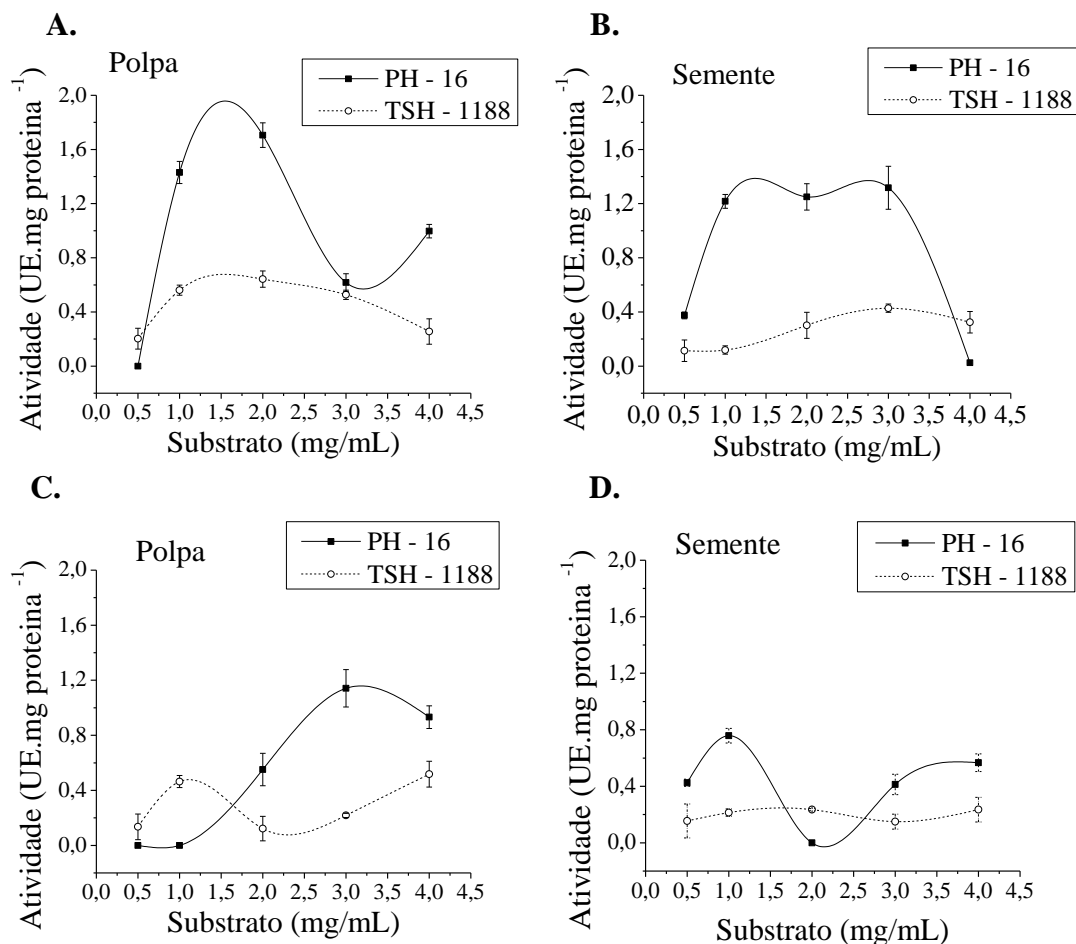 A.
Polpa
PH - 16
TSH - 1188
2,0
1,6
1,2
0,8
0,4
0,0
Atividade (UE.mg proteina -1)
0,0 0,5 1,0 1,5 2,0 2,5 3,0 3,5 4,0 4,5
Substrato (mg/mL)
B.
Semente
PH - 16
TSH - 1188
2,0
1,6
1,2
0,8
0,4
0,0
Atividade (UE.mg proteina -1)
0,0 0,5 1,0 1,5 2,0 2,5 3,0 3,5 4,0 4,5
Substrato (mg/mL)
C.
Polpa
PH - 16
TSH - 1188
2,0
1,6
1,2
0,8
0,4
0,0
Atividade (UE.mg proteina -1)
0,0 0,5 1,0 1,5 2,0 2,5 3,0 3,5 4,0 4,5
Substrato (mg/mL)
D.
Semente
PH - 16
TSH - 1188
2,0
1,6
1,2
0,8
0,4
0,0
Atividade (UE.mg proteina -1)
0,0 0,5 1,0 1,5 2,0 2,5 3,0 3,5 4,0 4,5
Substrato (mg/mL)